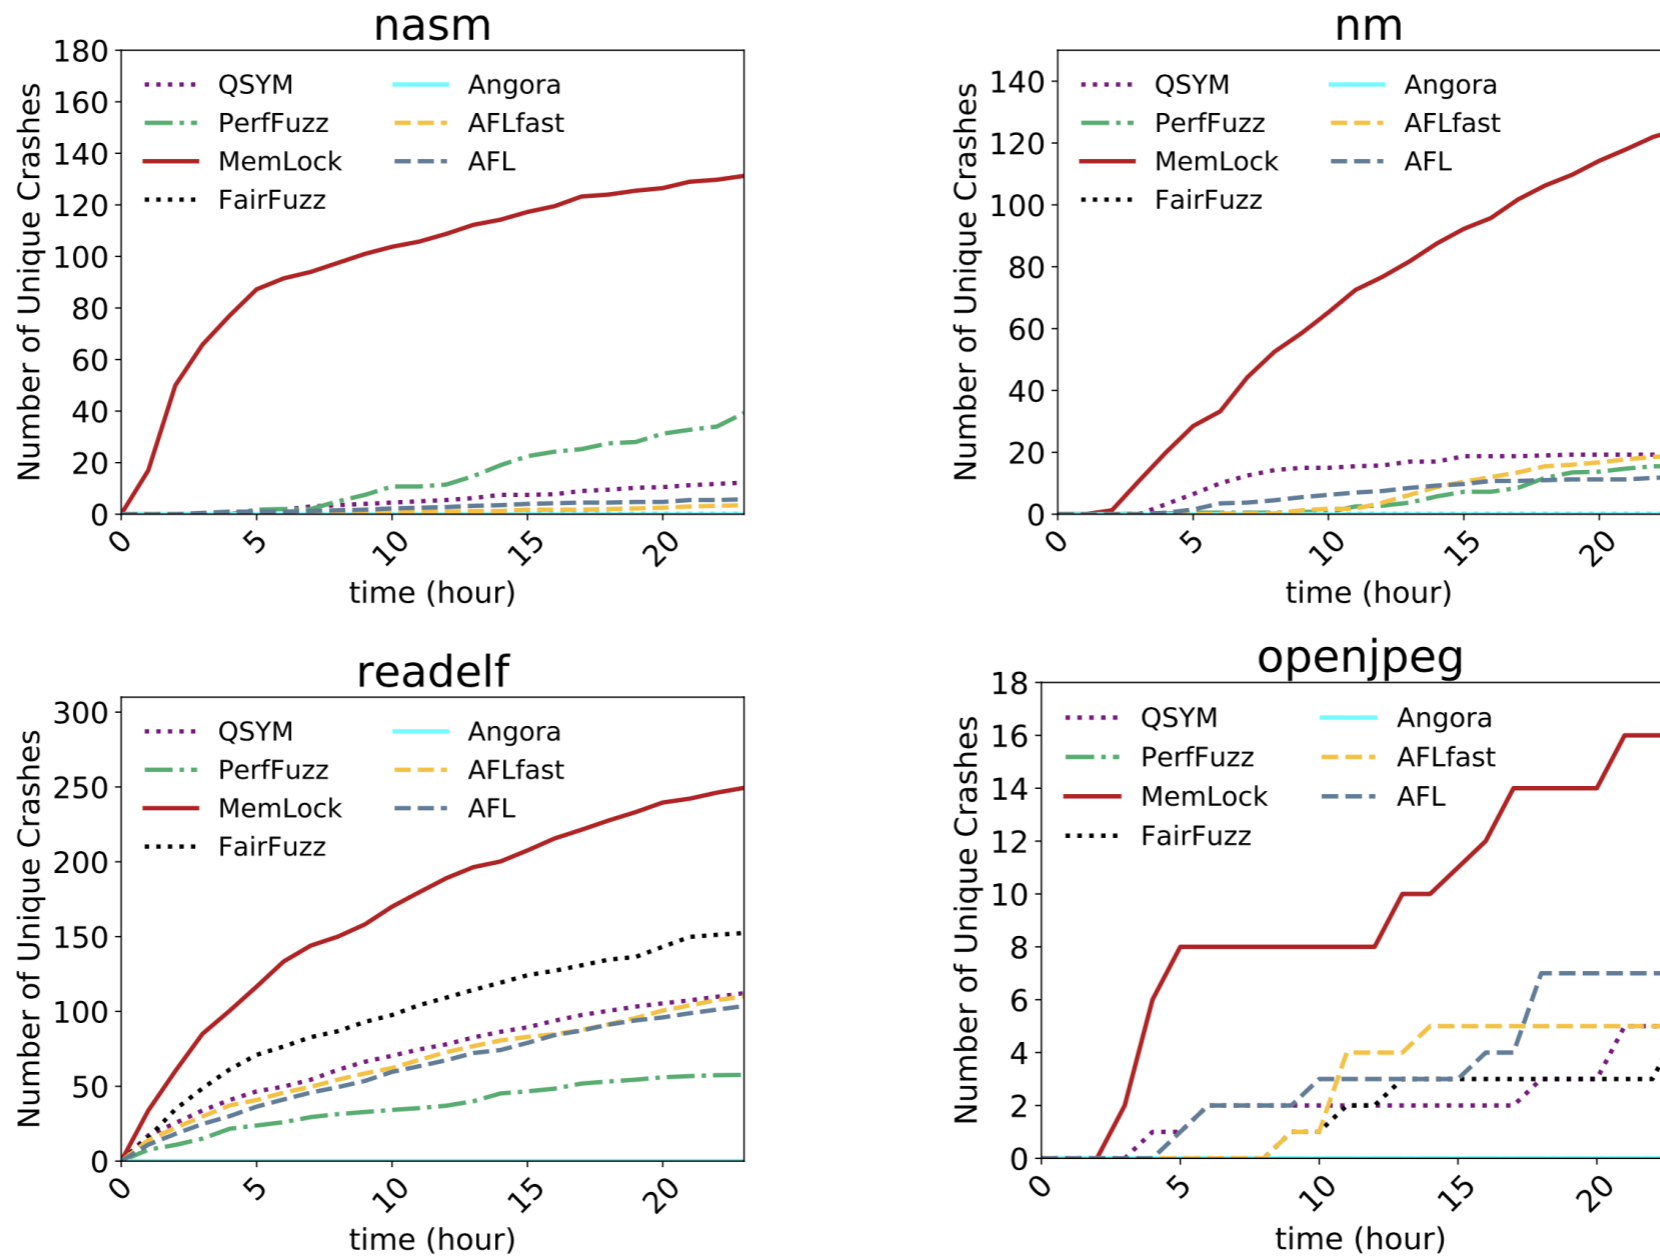 nasm
Number of Unique Crashes
180
160
140
120
100
80
60
40
20
0
QSYM
PerfFuzz
MemLock
FairFuzz
Angora
AFLfast
AFL
0 5 10 15 20
time (hour)
nm
Number of Unique Crashes
140
120
100
80
60
40
20
0
QSYM
PerfFuzz
MemLock
FairFuzz
Angora
AFLfast
AFL
0 5 10 15 20
time (hour)
readelf
Number of Unique Crashes
300
250
200
150
100
50
0
QSYM
PerfFuzz
MemLock
FairFuzz
Angora
AFLfast
AFL
0 5 10 15 20
time (hour)
openjpeg
Number of Unique Crashes
18
16
14
12
10
8
6
4
2
0
QSYM
PerfFuzz
MemLock
FairFuzz
Angora
AFLfast
AFL
0 5 10 15 20
time (hour)